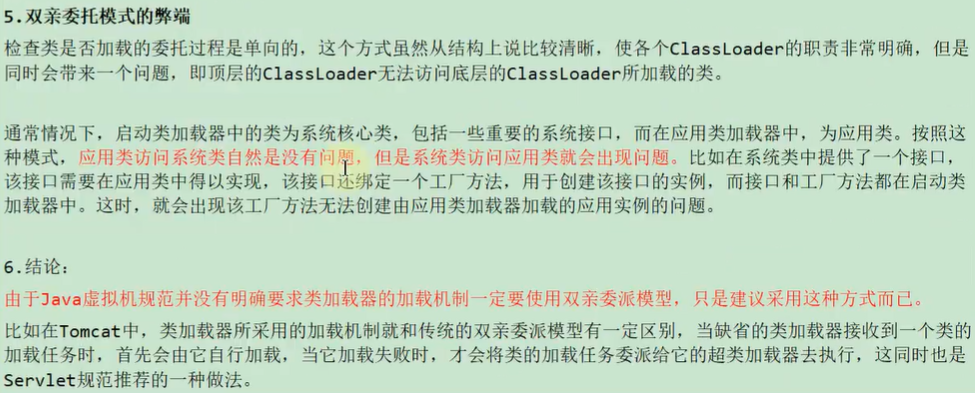 5.双亲委托模式的弊端
检查类是否加载的委托过程是单向的，这个方式虽然从结构上说比较清晰，使各个ClassLoader的职责非常明确，但是
同时会带来一个问题，即顶层的ClassLoader无法访问底层的ClassLoader所加载的类。
通常情况下，启动类加载器中的类为系统核心类，包括一些重要的系统接口，而在应用类加载器中，为应用类。按照这
种模式，应用类访问系统类自然是没有问题，但是系统类访问应用类就会出现问题。比如在系统类中提供了一个接口，
该接口需要在应用类中得以实现，该接口还绑定一个工厂方法，用于创建该接口的实例，而接口和工厂方法都在启动类
加载器中。这时，就会出现该工厂方法无法创建由应用类加载器加载的应用实例的问题。
6.结论：
由于Java虚拟机规范并没有明确要求类加载器的加载机制一定要使用双亲委派模型，只是建议采用这种方式而已。
比如在Tomcat中，类加载器所采用的加载机制就和传统的双亲委派模型有一定区别，当缺省的类加载器接收到一个类的
加载任务时，首先会由它自行加载，当它加载失败时，才会将类的加载任务委派给它的超类加载器去执行，这同时也是
Servlet规范推荐的一种做法。